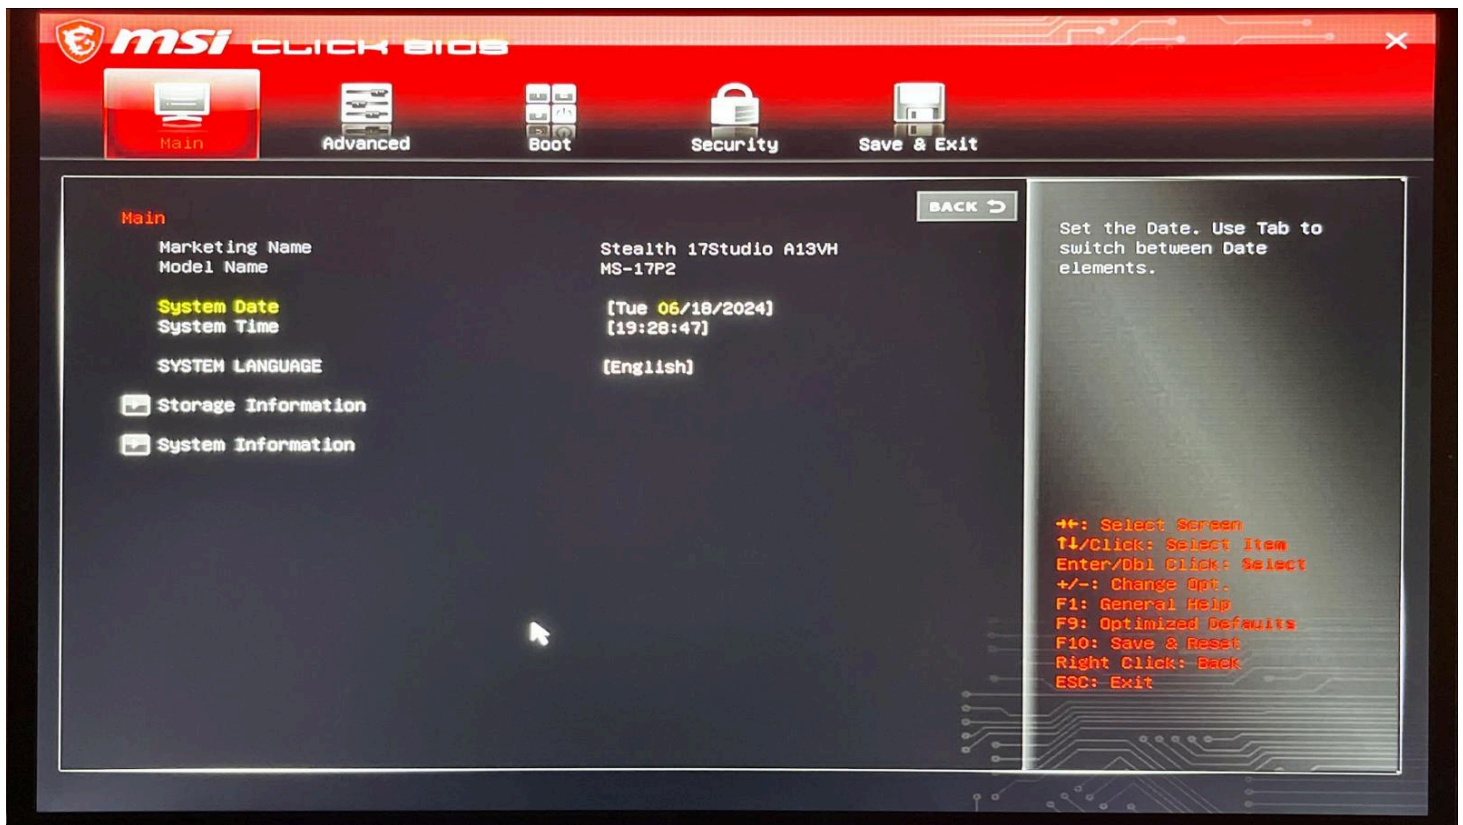 msi CLICK BIOS
Main Advanced Boot Security Save & Exit
BACK
Main
Marketing Name Stealth 17Studio A13VH
Model Name MS-17P2
System Date [Tue 06/18/2024]
System Time [19:28:47]
SYSTEM LANGUAGE [English]
Storage Information
System Information
Set the Date. Use Tab to
switch between Date
elements.
→←: Select Screen
↑↓/Click: Select Item
Enter/Dbl Click: Select
+/-: Change Opt.
F1: General Help
F9: Optimized Defaults
F10: Save & Reset
Right Click: Back
ESC: Exit